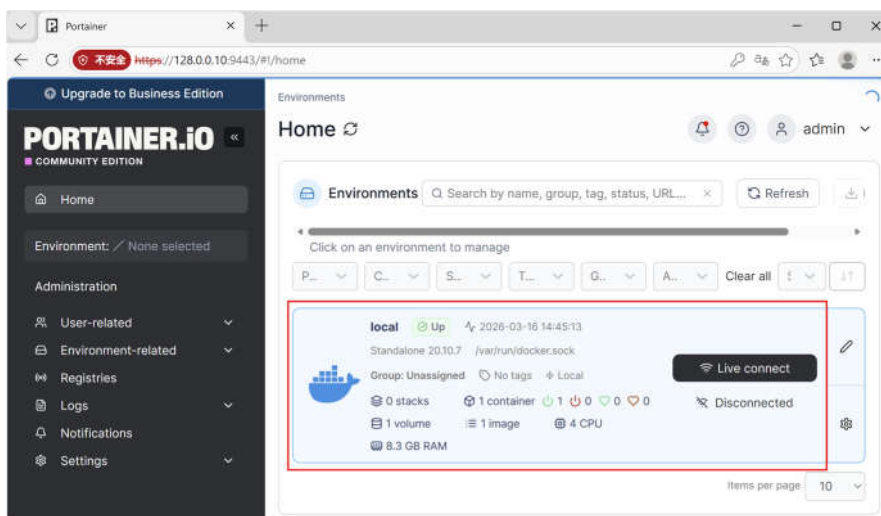 Portainer
不安全 https://128.0.0.10:9443/#!/home
Upgrade to Business Edition
PORTAINER.iO
COMMUNITY EDITION
Home
Environment: None selected
Administration
User-related
Environment-related
Registries
Logs
Notifications
Settings
Environments
Home
admin
Environments Search by name, group, tag, status, URL... Refresh
Click on an environment to manage
P... C... S... T... G... A... Clear all
local Up 2026-03-16 14:45:13
Standalone 20.10.7 /var/run/docker.sock
Group: Unassigned No tags Local
Live connect
0 stacks 1 container 1 0 0 0
Disconnected
1 volume 1 image 4 CPU
8.3 GB RAM
Items per page 10